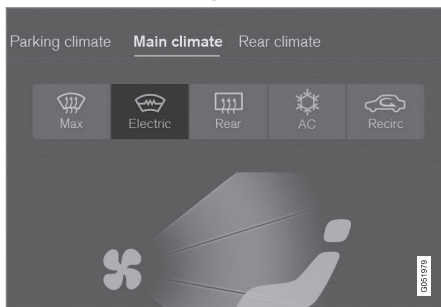 Parking climate Main climate Rear climate
Max Electric Rear AC Recirc
G051979